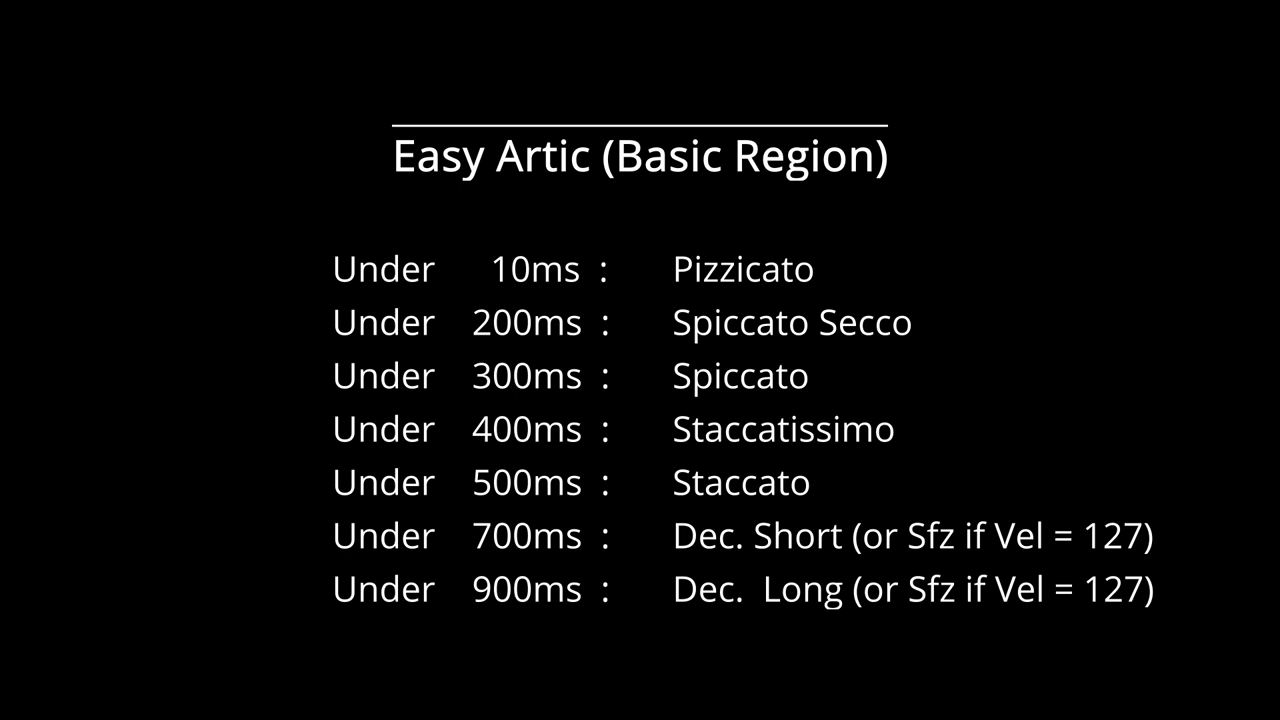 Easy Artic (Basic Region)
Under 10ms : Pizzicato
Under 200ms : Spiccato Secco
Under 300ms : Spiccato
Under 400ms : Staccatissimo
Under 500ms : Staccato
Under 700ms : Dec. Short (or Sfz if Vel = 127)
Under 900ms : Dec. Long (or Sfz if Vel = 127)